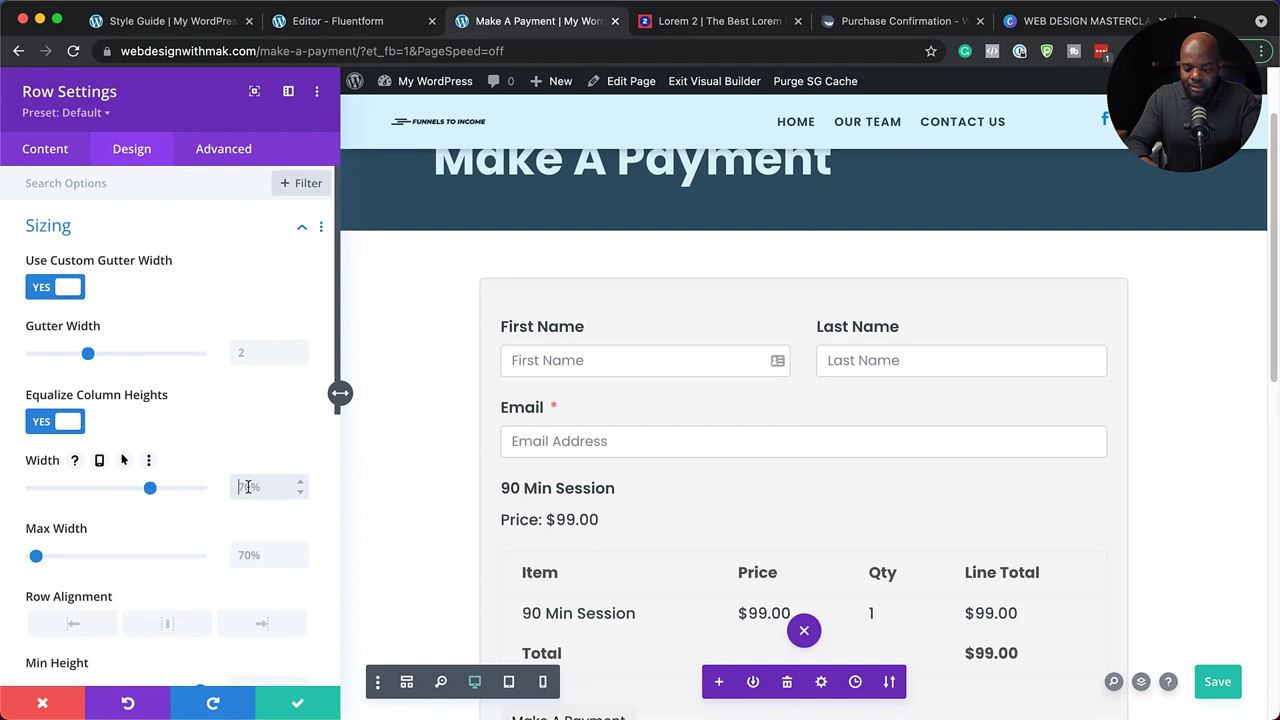 Style Guide | My WordPress
Editor - Fluentform
Make A Payment | My Wor
Lorem 2 | The Best Lorem
Purchase Confirmation - W
WEB DESIGN MASTERCLA
webdesignwithmak.com/make-a-payment/?et_fb=1&PageSpeed=off
Row Settings
Preset: Default
My WordPress
0
New
Edit Page
Exit Visual Builder
Purge SG Cache
FUNNELS TO INCOME
HOME
OUR TEAM
CONTACT US
Content
Design
Advanced
Make A Payment
Search Options
+ Filter
Sizing
Use Custom Gutter Width
YES
Gutter Width
2
Equalize Column Heights
YES
Width
70%
Max Width
70%
Row Alignment
Min Height
First Name
Last Name
First Name
Last Name
Email *
Email Address
90 Min Session
Price: $99.00
Item Price Qty Line Total
90 Min Session $99.00 1 $99.00
Total $99.00
Make A Payment
Save